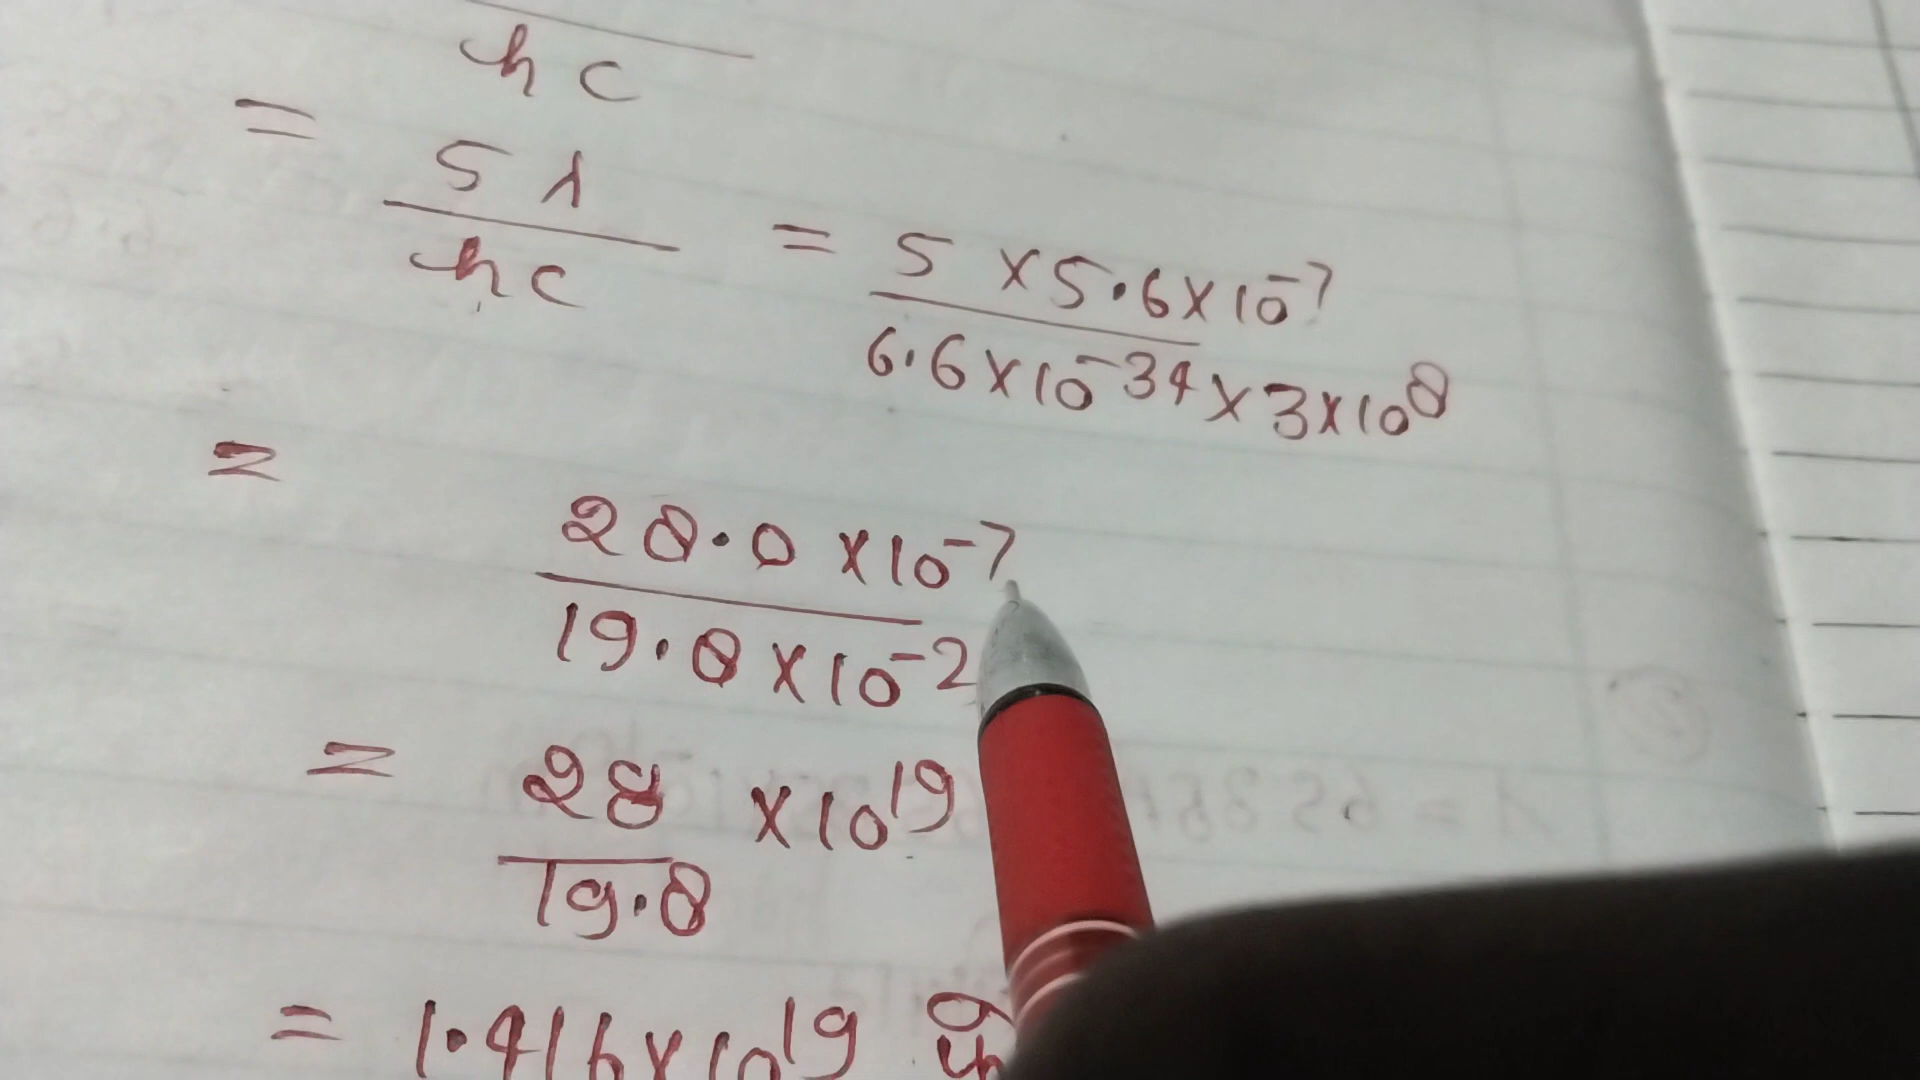 hc
= 5 λ / hc = 5 × 5.6 × 10⁻⁷ / 6.6 × 10⁻³⁴ × 3 × 10⁸
= 28.0 × 10⁻⁷ / 19.8 × 10⁻²
= 28 / 19.8 × 10¹⁹
= 1.416 × 10¹⁹